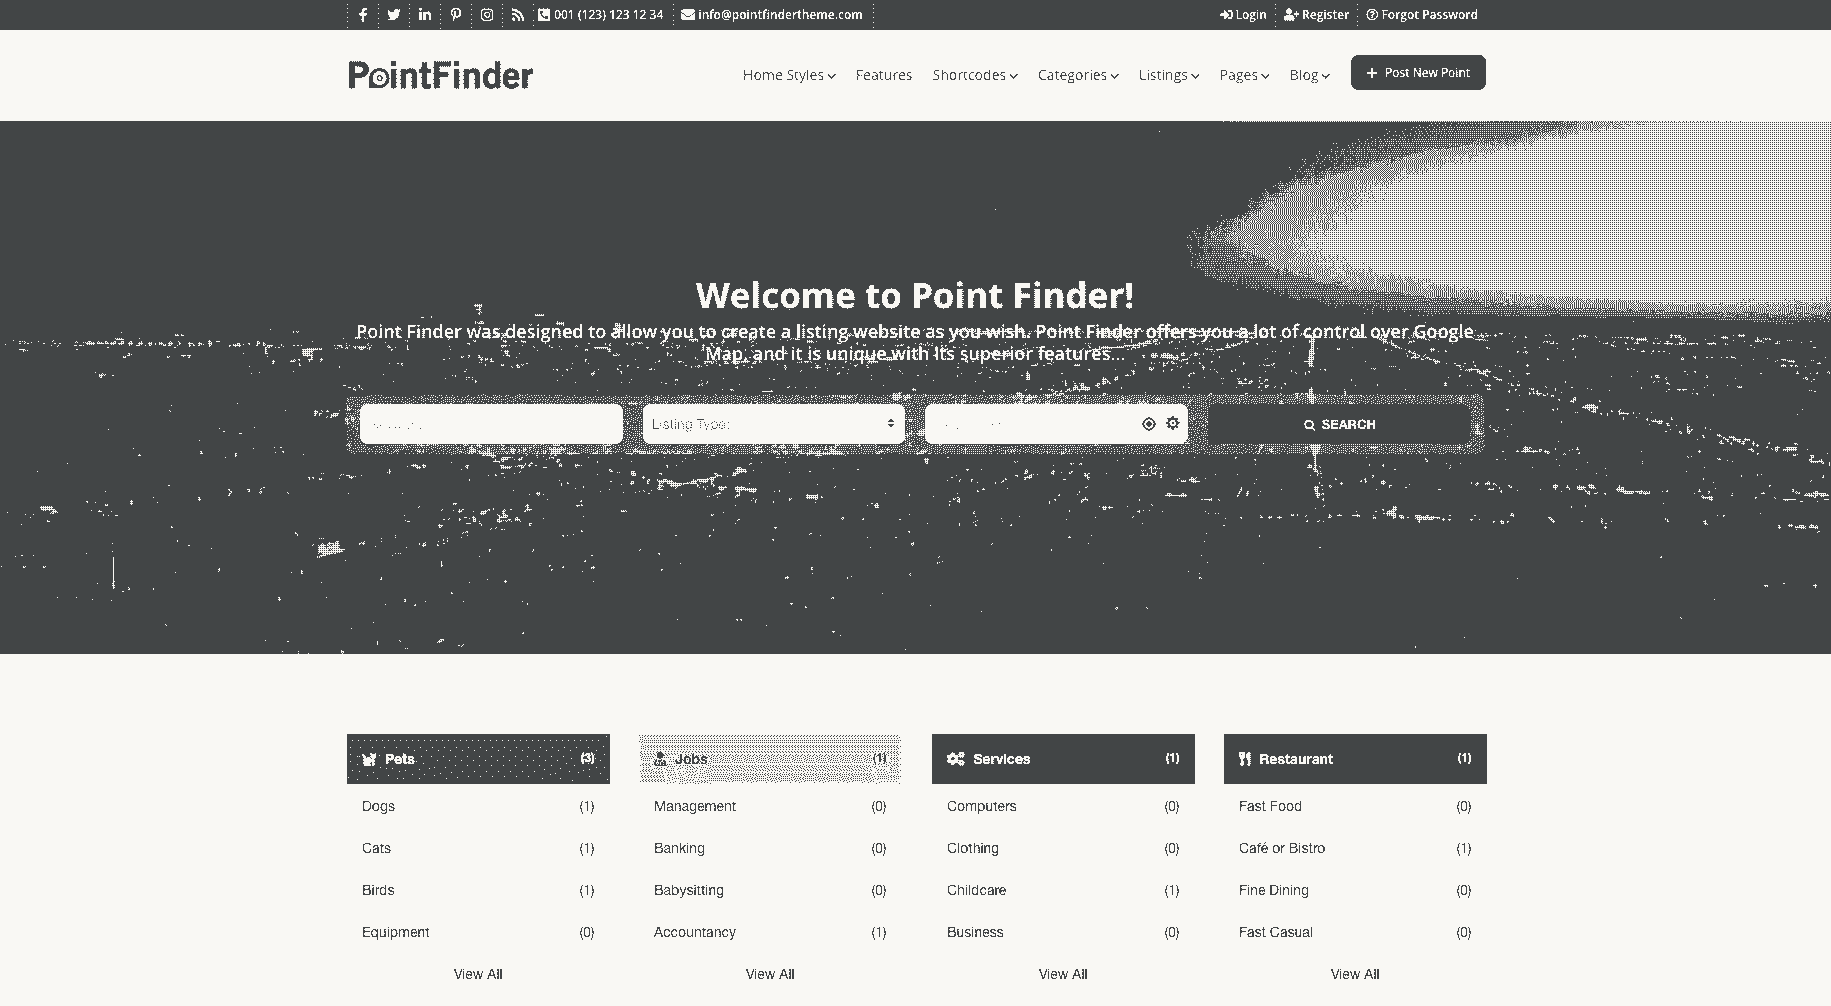 001 (123) 123 12 34 info@pointfindertheme.com Login Register Forgot Password
PointFinder Home Styles Features Shortcodes Categories Listings Pages Blog Post New Point
Welcome to Point Finder!
Point Finder was designed to allow you to create a listing website as you wish. Point Finder offers you a lot of control over Google
Map, and it is unique with its superior features...
Listing Type: SEARCH
Pets (3)
Dogs (1)
Cats (1)
Birds (1)
Equipment (0)
View All
Jobs (1)
Management (0)
Banking (0)
Babysitting (0)
Accountancy (1)
View All
Services (1)
Computers (0)
Clothing (0)
Childcare (1)
Business (0)
View All
Restaurant (1)
Fast Food (0)
Café or Bistro (1)
Fine Dining (0)
Fast Casual (0)
View All